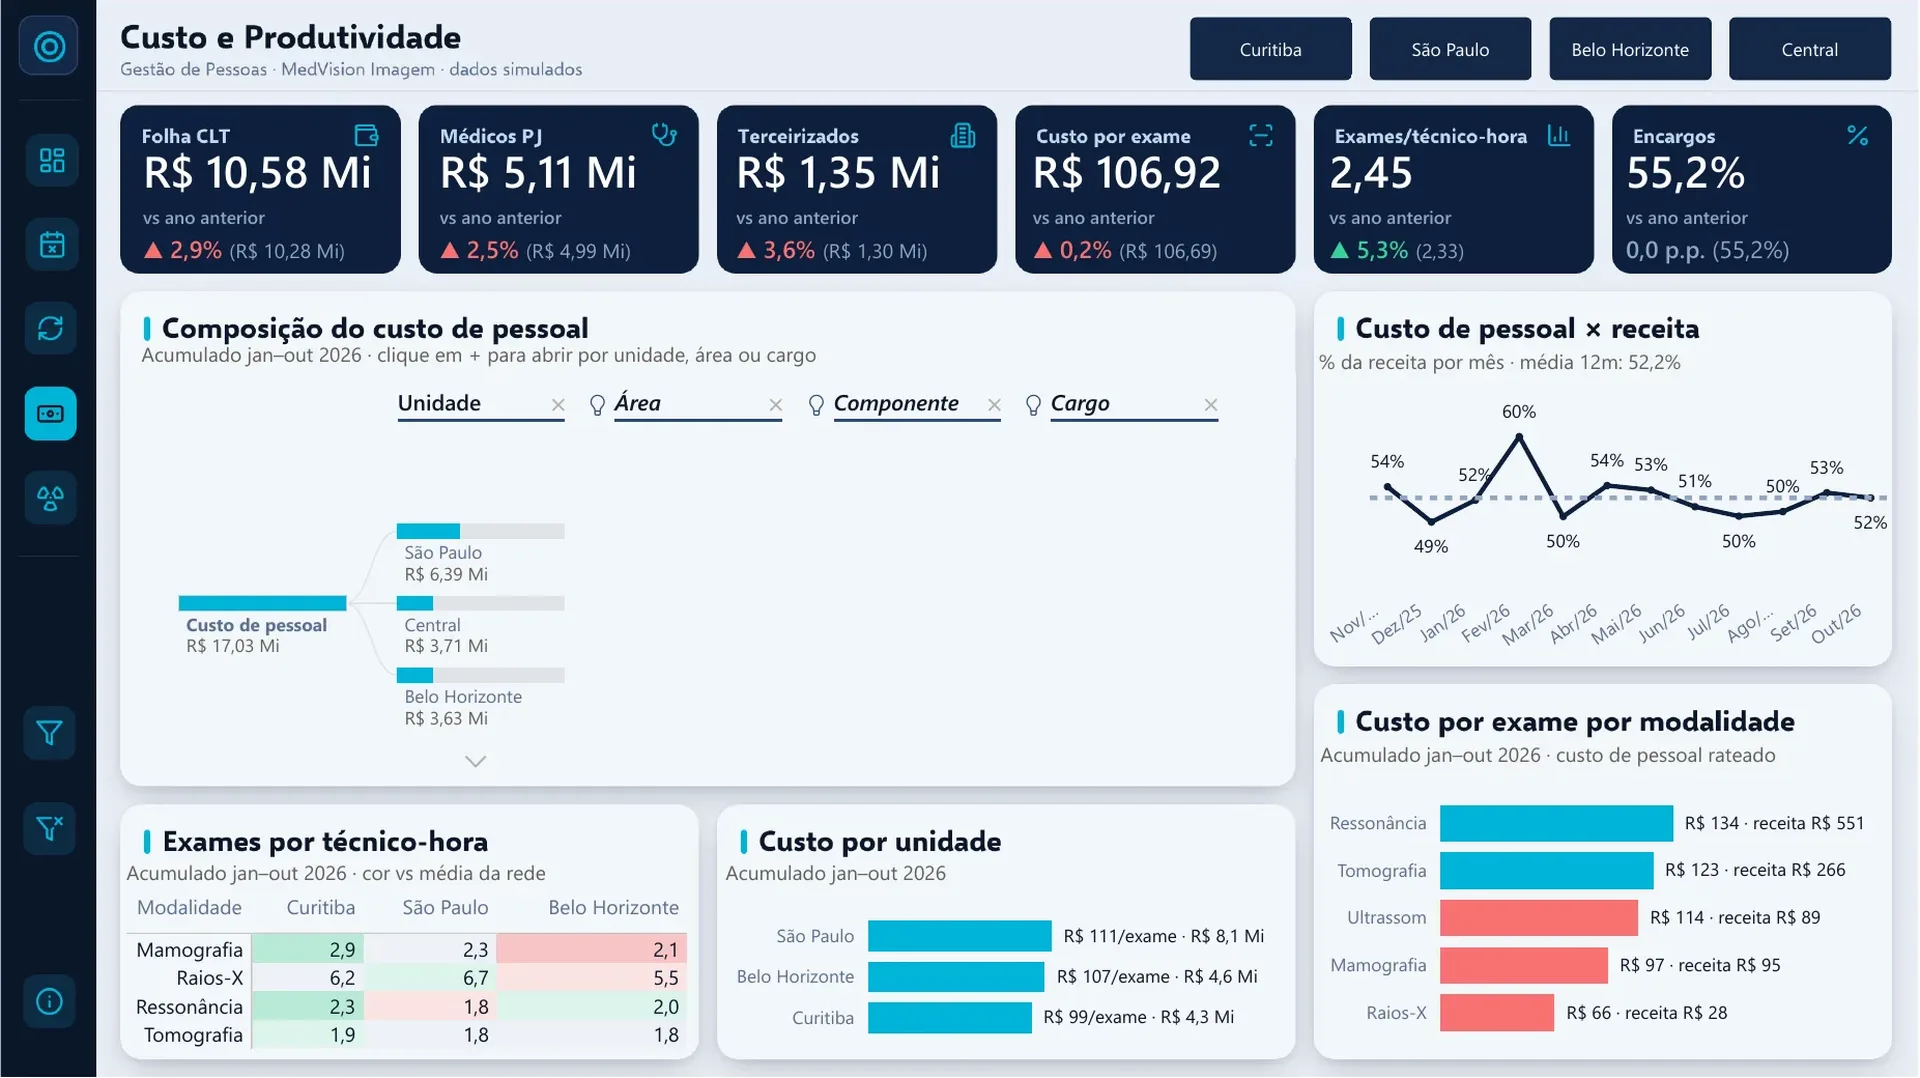 Custo e Produtividade
Gestão de Pessoas · MedVision Imagem · dados simulados
Curitiba
São Paulo
Belo Horizonte
Central
Folha CLT
R$ 10,58 Mi
vs ano anterior
▲ 2,9% (R$ 10,28 Mi)
Médicos PJ
R$ 5,11 Mi
vs ano anterior
▲ 2,5% (R$ 4,99 Mi)
Terceirizados
R$ 1,35 Mi
vs ano anterior
▲ 3,6% (R$ 1,30 Mi)
Custo por exame
R$ 106,92
vs ano anterior
▲ 0,2% (R$ 106,69)
Exames/técnico-hora
2,45
vs ano anterior
▲ 5,3% (2,33)
Encargos
55,2%
vs ano anterior
0,0 p.p. (55,2%)
Composição do custo de pessoal
Acumulado jan–out 2026 · clique em + para abrir por unidade, área ou cargo
Unidade
Área
Componente
Cargo
Custo de pessoal
R$ 17,03 Mi
São Paulo
R$ 6,39 Mi
Central
R$ 3,71 Mi
Belo Horizonte
R$ 3,63 Mi
Custo de pessoal × receita
% da receita por mês · média 12m: 52,2%
54%
49%
52%
60%
50%
54%
53%
51%
50%
50%
53%
52%
Nov/...
Dez/25
Jan/26
Fev/26
Mar/26
Abr/26
Mai/26
Jun/26
Jul/26
Ago/...
Set/26
Out/26
Exames por técnico-hora
Acumulado jan–out 2026 · cor vs média da rede
Modalidade Curitiba São Paulo Belo Horizonte
Mamografia 2,9 2,3 2,1
Raios-X 6,2 6,7 5,5
Ressonância 2,3 1,8 2,0
Tomografia 1,9 1,8 1,8
Custo por unidade
Acumulado jan–out 2026
São Paulo R$ 111/exame · R$ 8,1 Mi
Belo Horizonte R$ 107/exame · R$ 4,6 Mi
Curitiba R$ 99/exame · R$ 4,3 Mi
Custo por exame por modalidade
Acumulado jan–out 2026 · custo de pessoal rateado
Ressonância R$ 134 · receita R$ 551
Tomografia R$ 123 · receita R$ 266
Ultrassom R$ 114 · receita R$ 89
Mamografia R$ 97 · receita R$ 95
Raios-X R$ 66 · receita R$ 28